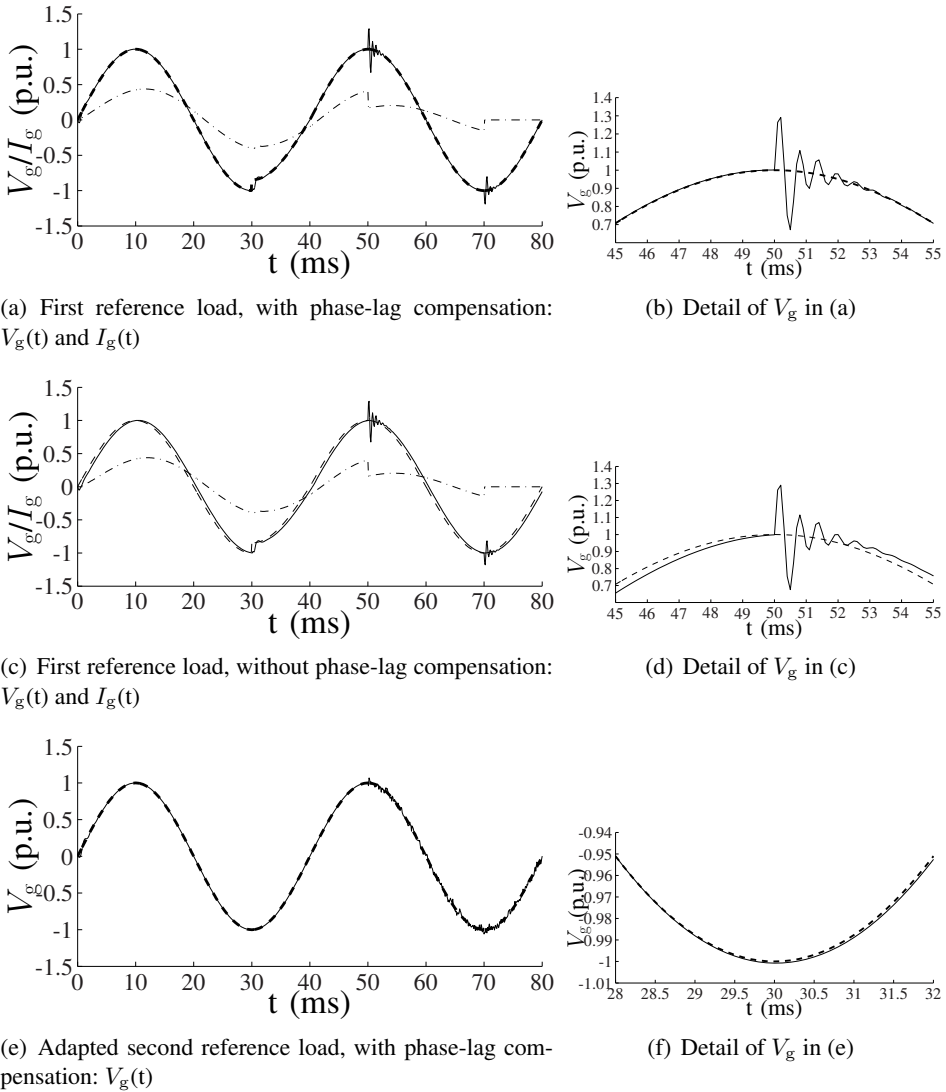 1.5
1
0.5
0
-0.5
-1
-1.5
V_g/I_g (p.u.)
0 10 20 30 40 50 60 70 80
t (ms)
1.4
1.3
1.2
1.1
1
0.9
0.8
0.7
V_g (p.u.)
45 46 47 48 49 50 51 52 53 54 55
t (ms)
(a) First reference load, with phase-lag compensation:
V_g(t) and I_g(t)
(b) Detail of V_g in (a)
1.5
1
0.5
0
-0.5
-1
-1.5
V_g/I_g (p.u.)
0 10 20 30 40 50 60 70 80
t (ms)
1.4
1.3
1.2
1.1
1
0.9
0.8
0.7
V_g (p.u.)
45 46 47 48 49 50 51 52 53 54 55
t (ms)
(c) First reference load, without phase-lag compensation:
V_g(t) and I_g(t)
(d) Detail of V_g in (c)
1.5
1
0.5
0
-0.5
-1
-1.5
V_g (p.u.)
0 10 20 30 40 50 60 70 80
t (ms)
-0.94
-0.95
-0.96
-0.97
-0.98
-0.99
-1
-1.01
V_g (p.u.)
28 28.5 29 29.5 30 30.5 31 31.5 32
t (ms)
(e) Adapted second reference load, with phase-lag com-
pensation: V_g(t)
(f) Detail of V_g in (e)